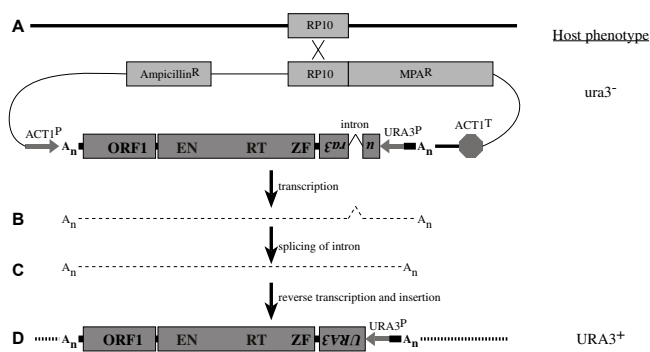 A
RP10
Host phenotype
AmpicillinR
RP10
MPAR
ura3-
ACT1P
intron
URA3P
ACT1T
An
ORF1
EN
RT
ZF
ra3
u
An
transcription
B
An
An
splicing of intron
C
An
An
reverse transcription and insertion
D
An
ORF1
EN
RT
ZF
URA3
URA3P
An
URA3+